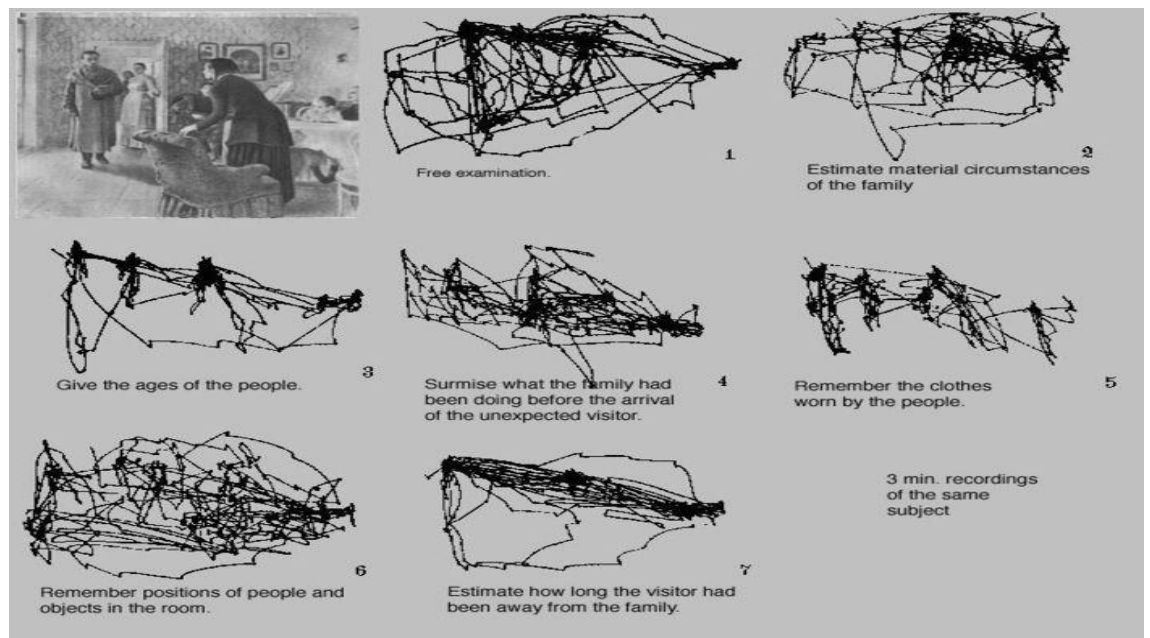 1
Free examination.
2
Estimate material circumstances
of the family
3
Give the ages of the people.
4
Surmise what the family had
been doing before the arrival
of the unexpected visitor.
5
Remember the clothes
worn by the people.
6
Remember positions of people and
objects in the room.
7
Estimate how long the visitor had
been away from the family.
3 min. recordings
of the same
subject